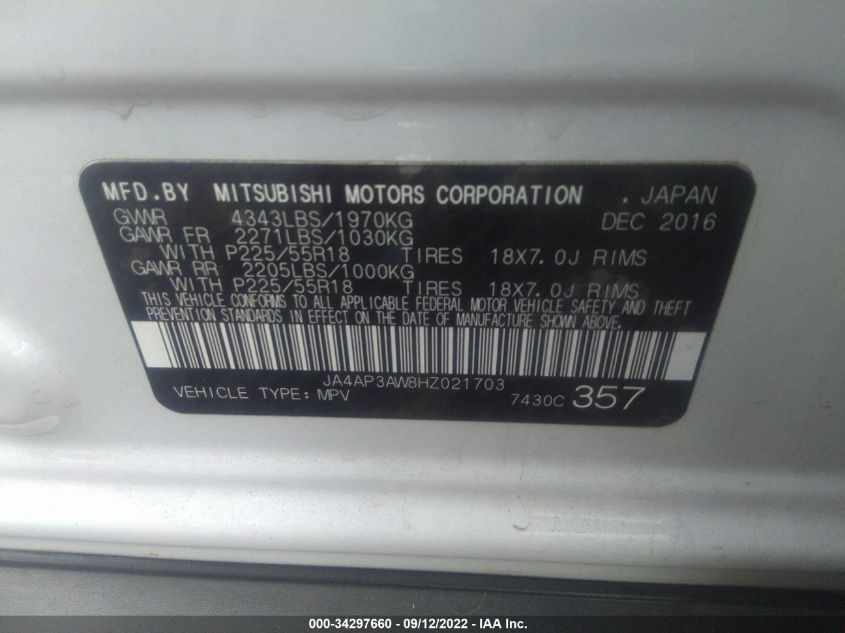 MFD.BY MITSUBISHI MOTORS CORPORATION . JAPAN
GVWR 4343LBS/1970KG DEC 2016
GAWR FR 2271LBS/1030KG
WITH P225/55R18 TIRES 18X7.0J RIMS
GAWR RR 2205LBS/1000KG
WITH P225/55R18 TIRES 18X7.0J RIMS
THIS VEHICLE CONFORMS TO ALL APPLICABLE FEDERAL MOTOR VEHICLE SAFETY AND THEFT
PREVENTION STANDARDS IN EFFECT ON THE DATE OF MANUFACTURE SHOWN ABOVE.
JA4AP3AW8HZ021703
VEHICLE TYPE: MPV 7430C 357
000-34297660 - 09/12/2022 - IAA Inc.